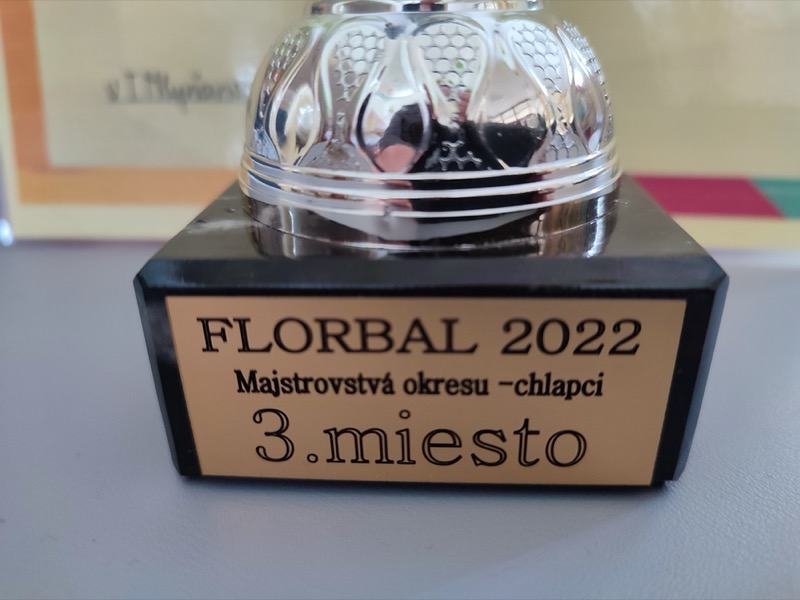 FLORBAL 2022
Majstrovstvá okresu -chlapci
3.miesto